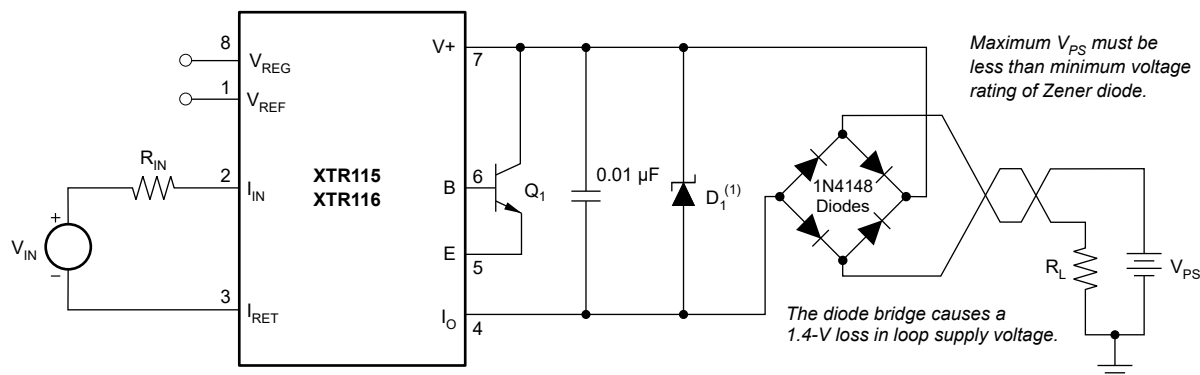 8
V_REG
1
V_REF
R_IN
2
I_IN
V_IN
+
–
3
I_RET
XTR115
XTR116
V+
7
B
6
Q_1
E
5
I_O
4
0.01 µF
D_1^(1)
1N4148
Diodes
Maximum V_PS must be
less than minimum voltage
rating of Zener diode.
R_L
V_PS
The diode bridge causes a
1.4-V loss in loop supply voltage.